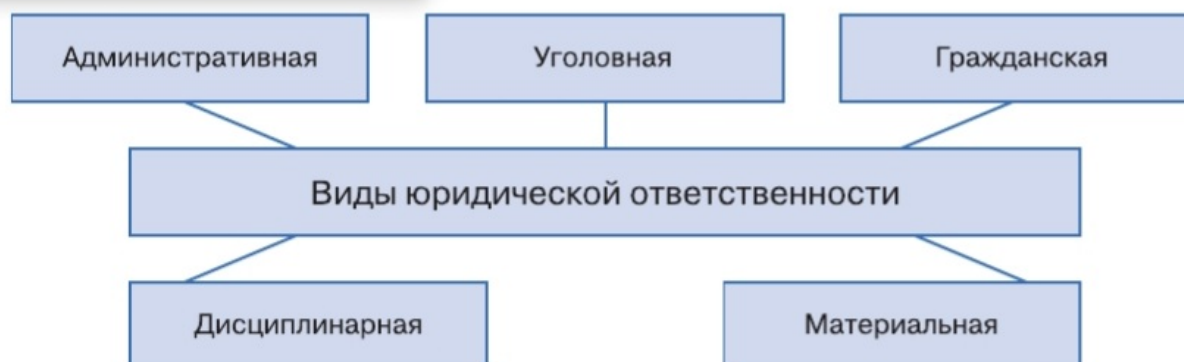 Административная
Уголовная
Гражданская
Виды юридической ответственности
Дисциплинарная
Материальная